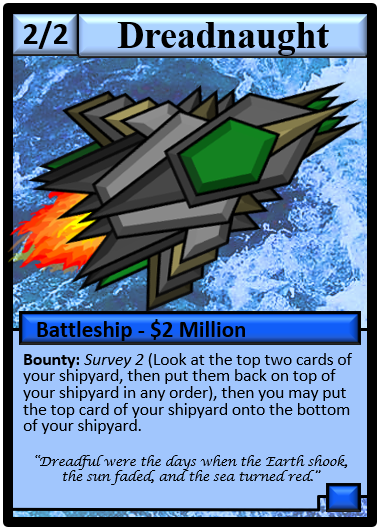 2/2 Dreadnaught
Battleship - $2 Million
Bounty: Survey 2 (Look at the top two cards of
your shipyard, then put them back on top of
your shipyard in any order), then you may put
the top card of your shipyard onto the bottom
of your shipyard.
"Dreadful were the days when the Earth shook,
the sun faded, and the sea turned red."